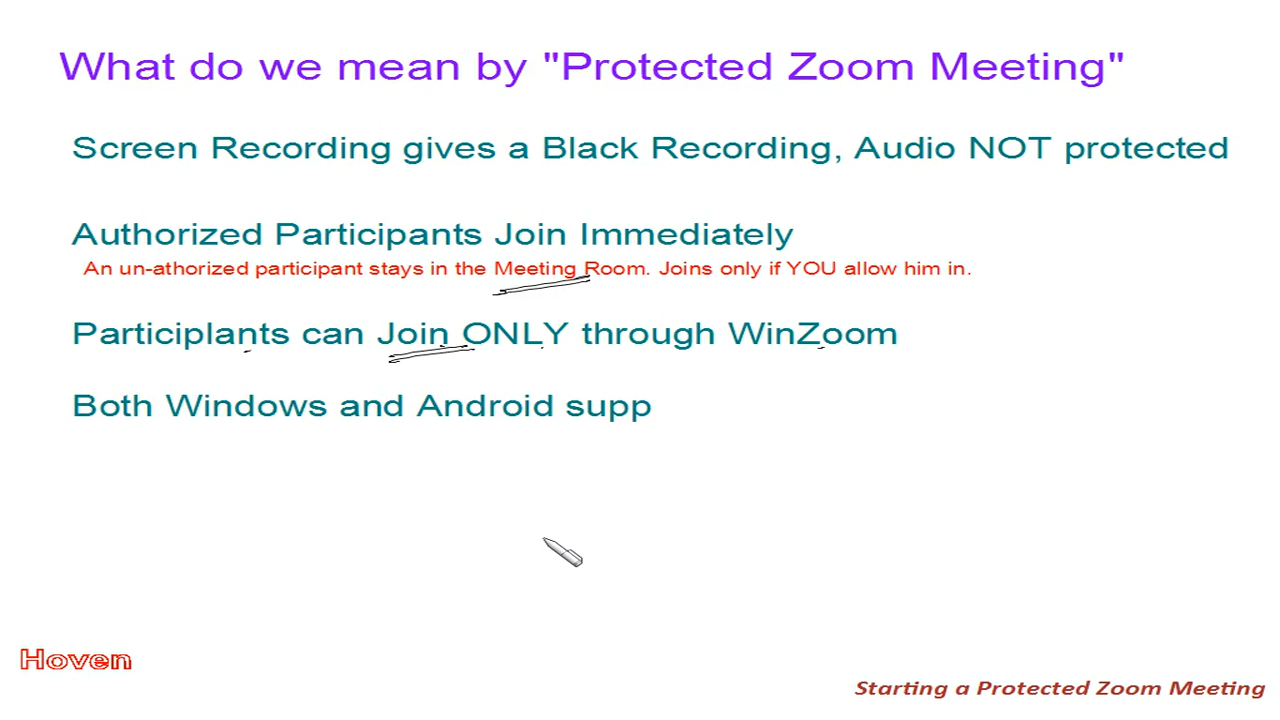 What do we mean by "Protected Zoom Meeting"
Screen Recording gives a Black Recording, Audio NOT protected
Authorized Participants Join Immediately
An un-athorized participant stays in the Meeting Room. Joins only if YOU allow him in.
Participlants can Join ONLY through WinZoom
Both Windows and Android supp
Hoven
Starting a Protected Zoom Meeting